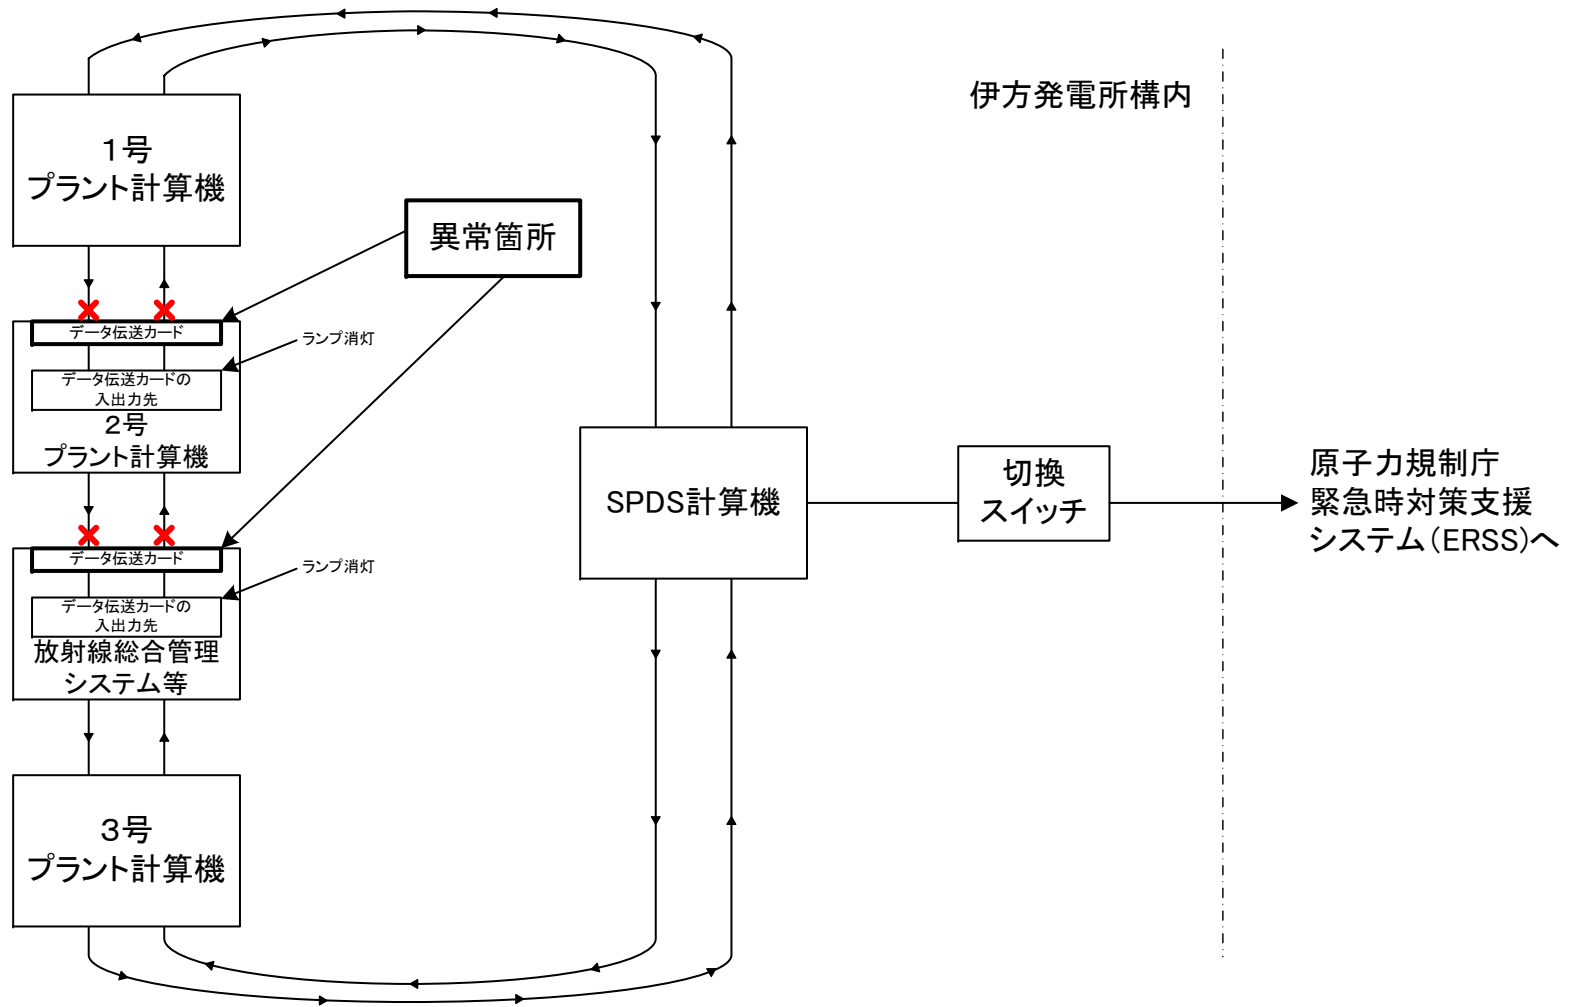 伊方発電所構内
1号
プラント計算機
異常箇所
データ伝送カード
ランプ消灯
データ伝送カードの
入出力先
2号
プラント計算機
データ伝送カード
ランプ消灯
データ伝送カードの
入出力先
放射線総合管理
システム等
3号
プラント計算機
SPDS計算機
切換
スイッチ
原子力規制庁
緊急時対策支援
システム(ERSS)へ